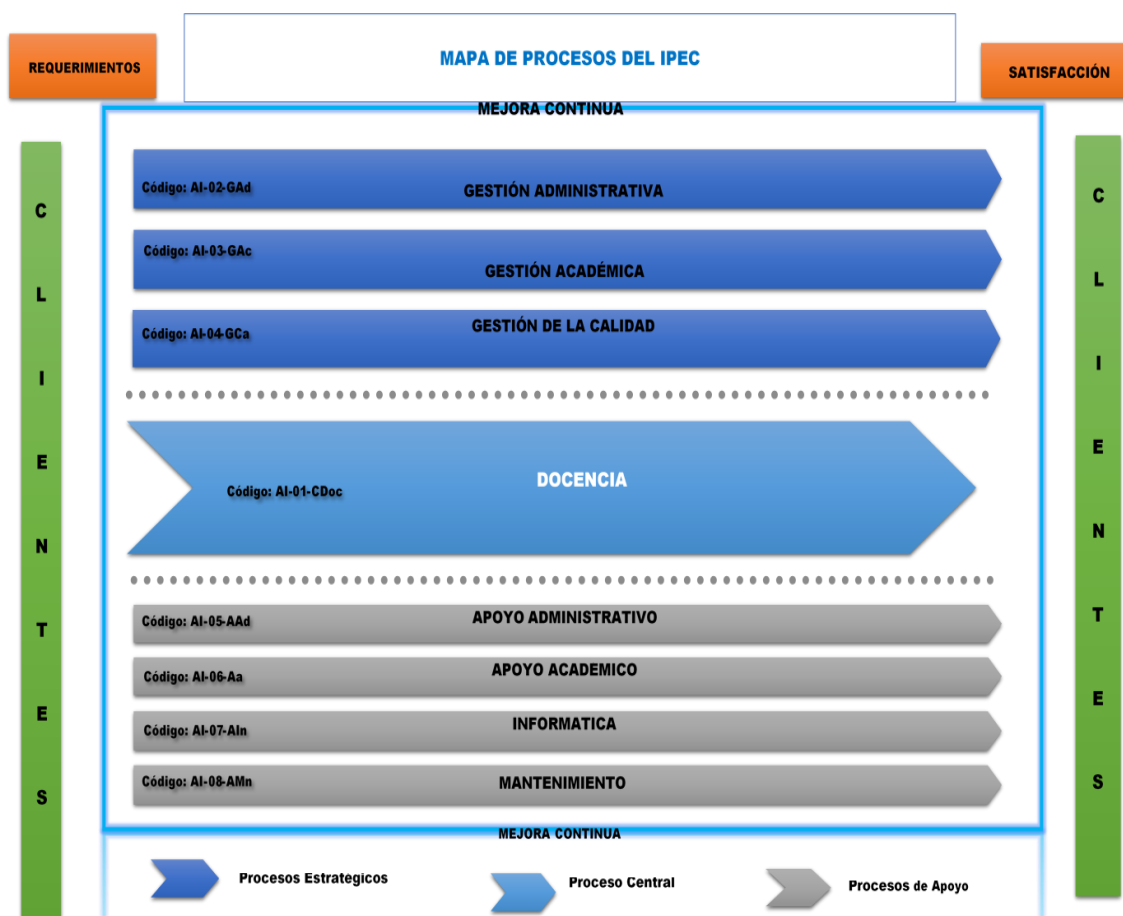 MAPA DE PROCESOS DEL IPEC
REQUERIMIENTOS
SATISFACCIÓN
MEJORA CONTINUA
CLIENTES
Código: AI-02-GAd
GESTIÓN ADMINISTRATIVA
Código: AI-03-GAc
GESTIÓN ACADÉMICA
Código: AI-04-GCa
GESTIÓN DE LA CALIDAD
Código: AI-01-CDoc
DOCENCIA
Código: AI-05-AAd
APOYO ADMINISTRATIVO
Código: AI-06-Aa
APOYO ACADEMICO
Código: AI-07-AIn
INFORMATICA
Código: AI-08-AMn
MANTENIMIENTO
CLIENTES
MEJORA CONTINUA
Procesos Estratégicos
Proceso Central
Procesos de Apoyo